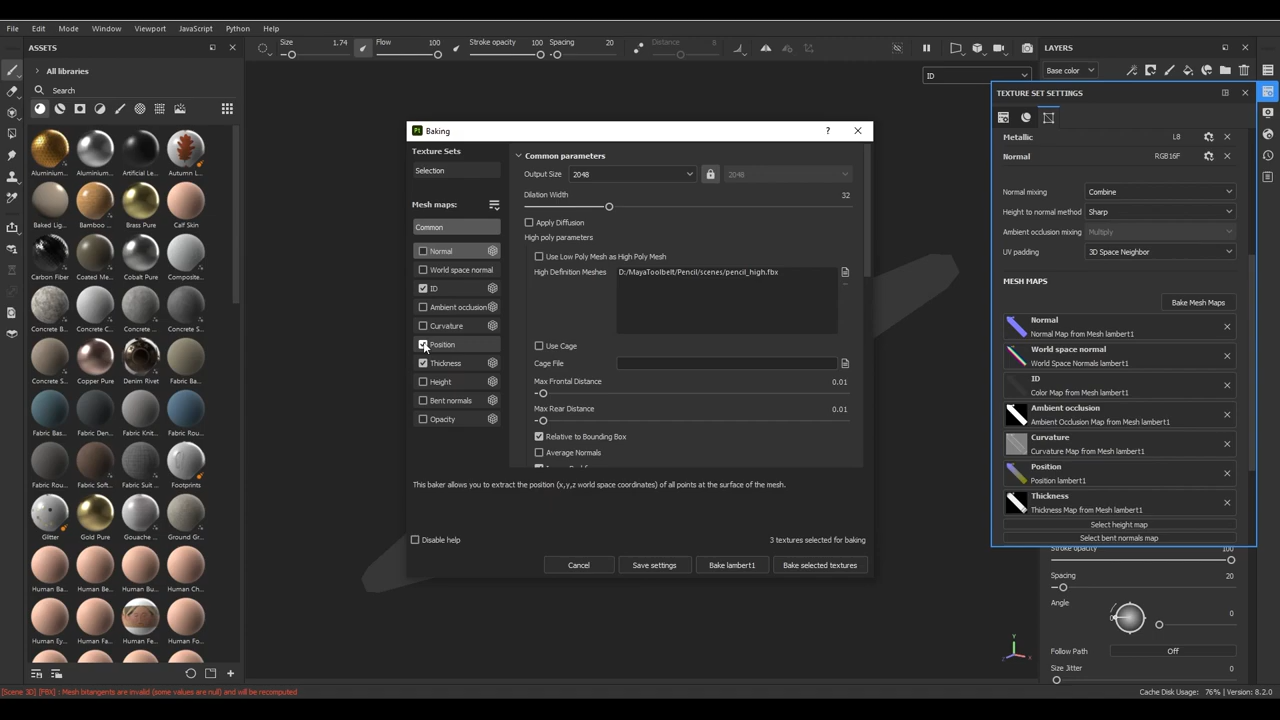 File Edit Mode Window Viewport JavaScript Python Help
ASSETS
All libraries
Search
Aluminium... Aluminium... Artificial Le... Autumn L...
Baked Lig... Bamboo ... Brass Pure Calf Skin
Carbon Fiber Coated Me... Cobalt Pure Composite...
Concrete B... Concrete C... Concrete ... Concrete D...
Concrete S... Copper Pure Denim Rivet Fabric Ba...
Fabric Bas... Fabric Den... Fabric Knit... Fabric Rou...
Fabric Rou... Fabric Soft... Fabric Suit... Footprints
Glitter Gold Pure Gouache ... Ground Gr...
Human Ba... Human Be... Human Bu... Human Ch...
Human Ey... Human Fa... Human Fe... Human Fo...
Size 1.74 Flow 100 Stroke opacity 100 Spacing 20 Distance 8
ID
Baking
Texture Sets
Selection
Mesh maps:
Common
Normal
World space normal
ID
Ambient occlusion
Curvature
Position
Thickness
Height
Bent normals
Opacity
Common parameters
Output Size 2048 2048
Dilation Width 32
Apply Diffusion
High poly parameters
Use Low Poly Mesh as High Poly Mesh
High Definition Meshes D:/MayaToolbelt/Pencil/scenes/pencil_high.fbx
Use Cage
Cage File
Max Frontal Distance 0.01
Max Rear Distance 0.01
Relative to Bounding Box
Average Normals
This baker allows you to extract the position (x,y,z world space coordinates) of all points at the surface of the mesh.
Disable help 3 textures selected for baking
Cancel Save settings Bake lambert1 Bake selected textures
LAYERS
Base color
TEXTURE SET SETTINGS
Metallic L8
Normal RGB16F
Normal mixing Combine
Height to normal method Sharp
Ambient occlusion mixing Multiply
UV padding 3D Space Neighbor
MESH MAPS
Bake Mesh Maps
Normal
Normal Map from Mesh lambert1
World space normal
World Space Normals lambert1
ID
Color Map from Mesh lambert1
Ambient occlusion
Ambient Occlusion Map from Mesh lambert1
Curvature
Curvature Map from Mesh lambert1
Position
Position lambert1
Thickness
Thickness Map from Mesh lambert1
Select height map
Select bent normals map
Stroke opacity 100
Spacing 20
Angle 0
Follow Path Off
Size Jitter 0
[Scene 3D] [FBX] : Mesh bitangents are invalid (some values are null) and will be recomputed
Cache Disk Usage: 76% | Version: 8.2.0